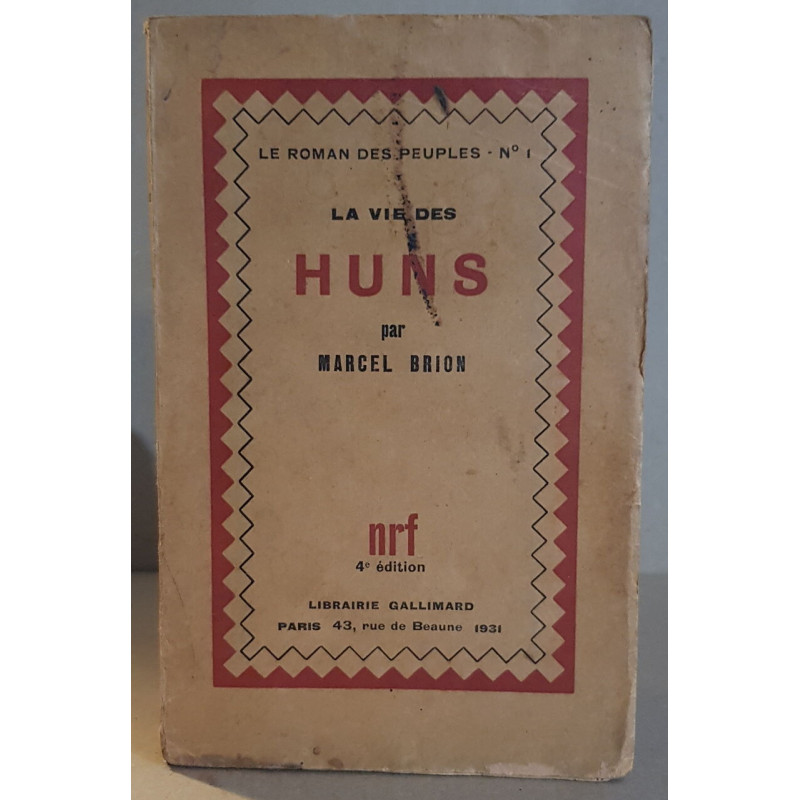 LE ROMAN DES PEUPLES - Nº 1
LA VIE DES
HUNS
par
MARCEL BRION
nrf
4e édition
LIBRAIRIE GALLIMARD
PARIS 43, rue de Beaune 1931